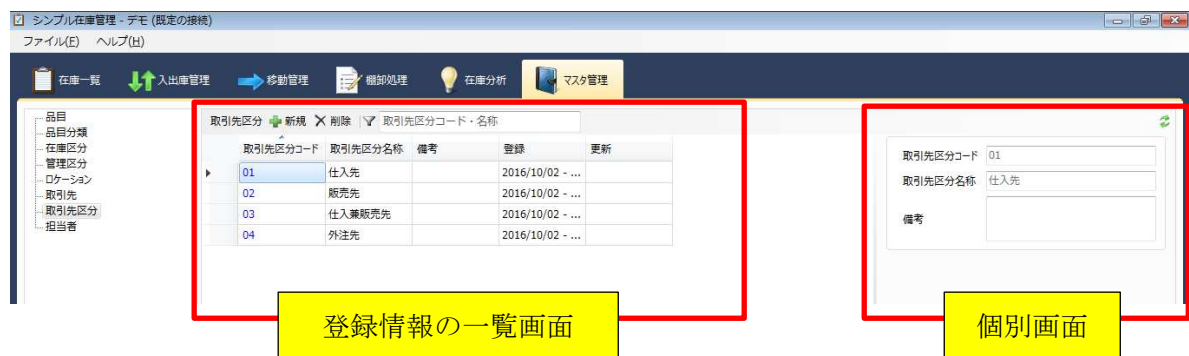 シンプル在庫管理 - デモ (既定の接続)
ファイル(F) ヘルプ(H)
在庫一覧 入出庫管理 移動管理 棚卸処理 在庫分析 マスタ管理
品目
品目分類
在庫区分
管理区分
ロケーション
取引先
取引先区分
担当者
取引先区分 新規 削除 取引先区分コード・名称
取引先区分コード 取引先区分名称 備考 登録 更新
01 仕入先 2016/10/02 - ...
02 販売先 2016/10/02 - ...
03 仕入兼販売先 2016/10/02 - ...
04 外注先 2016/10/02 - ...
取引先区分コード 01
取引先区分名称 仕入先
備考
登録情報の一覧画面
個別画面